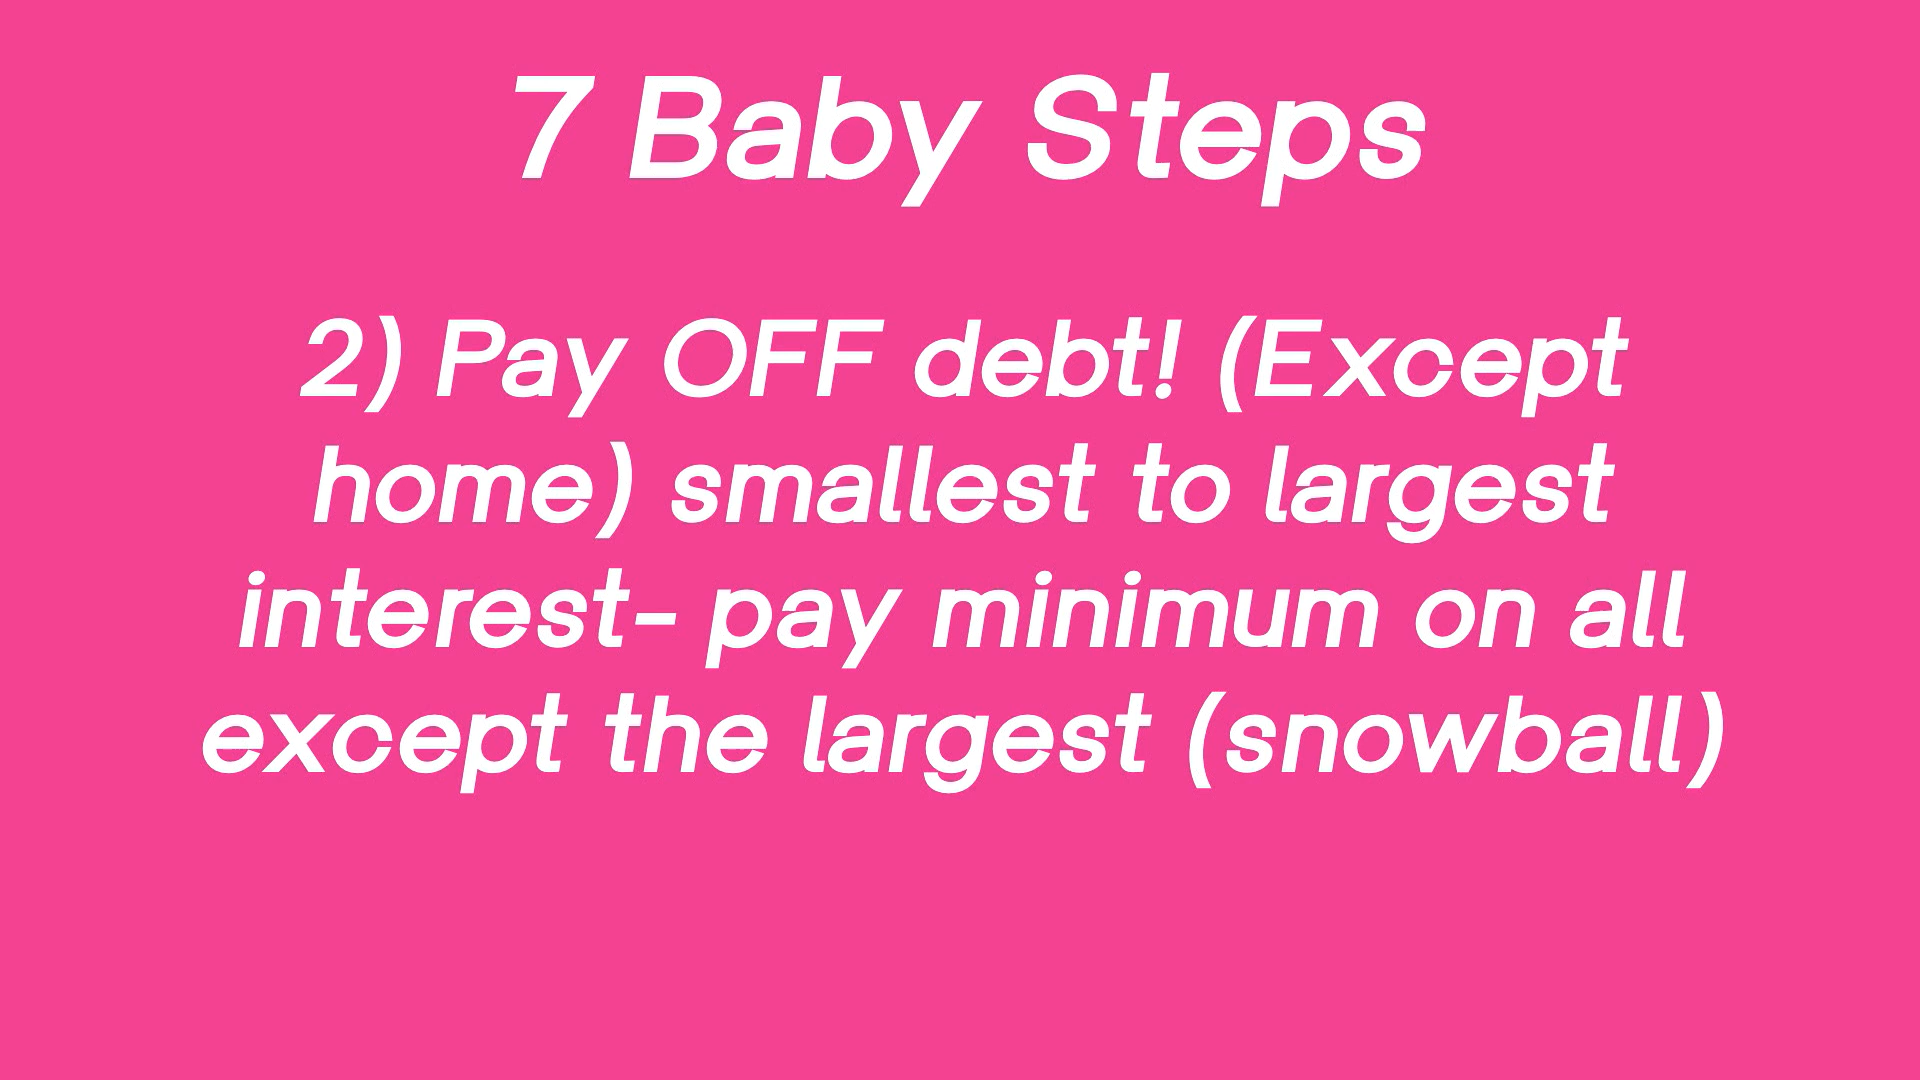 7 Baby Steps
2) Pay OFF debt! (Except
home) smallest to largest
interest- pay minimum on all
except the largest (snowball)